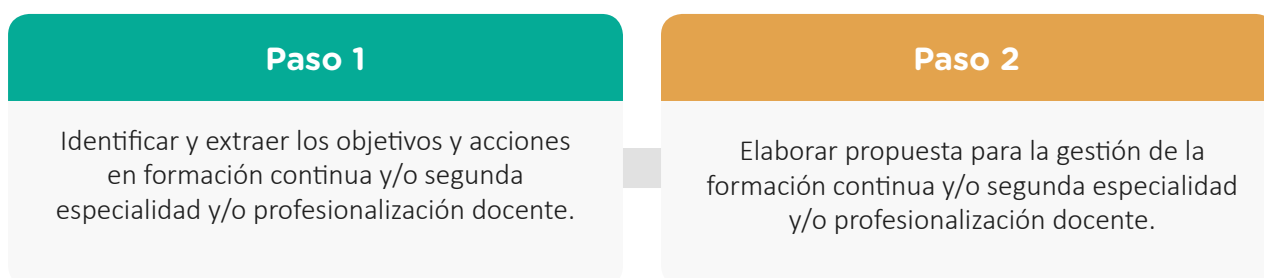 Paso 1
Identificar y extraer los objetivos y acciones
en formación continua y/o segunda
especialidad y/o profesionalización docente.
Paso 2
Elaborar propuesta para la gestión de la
formación continua y/o segunda especialidad
y/o profesionalización docente.